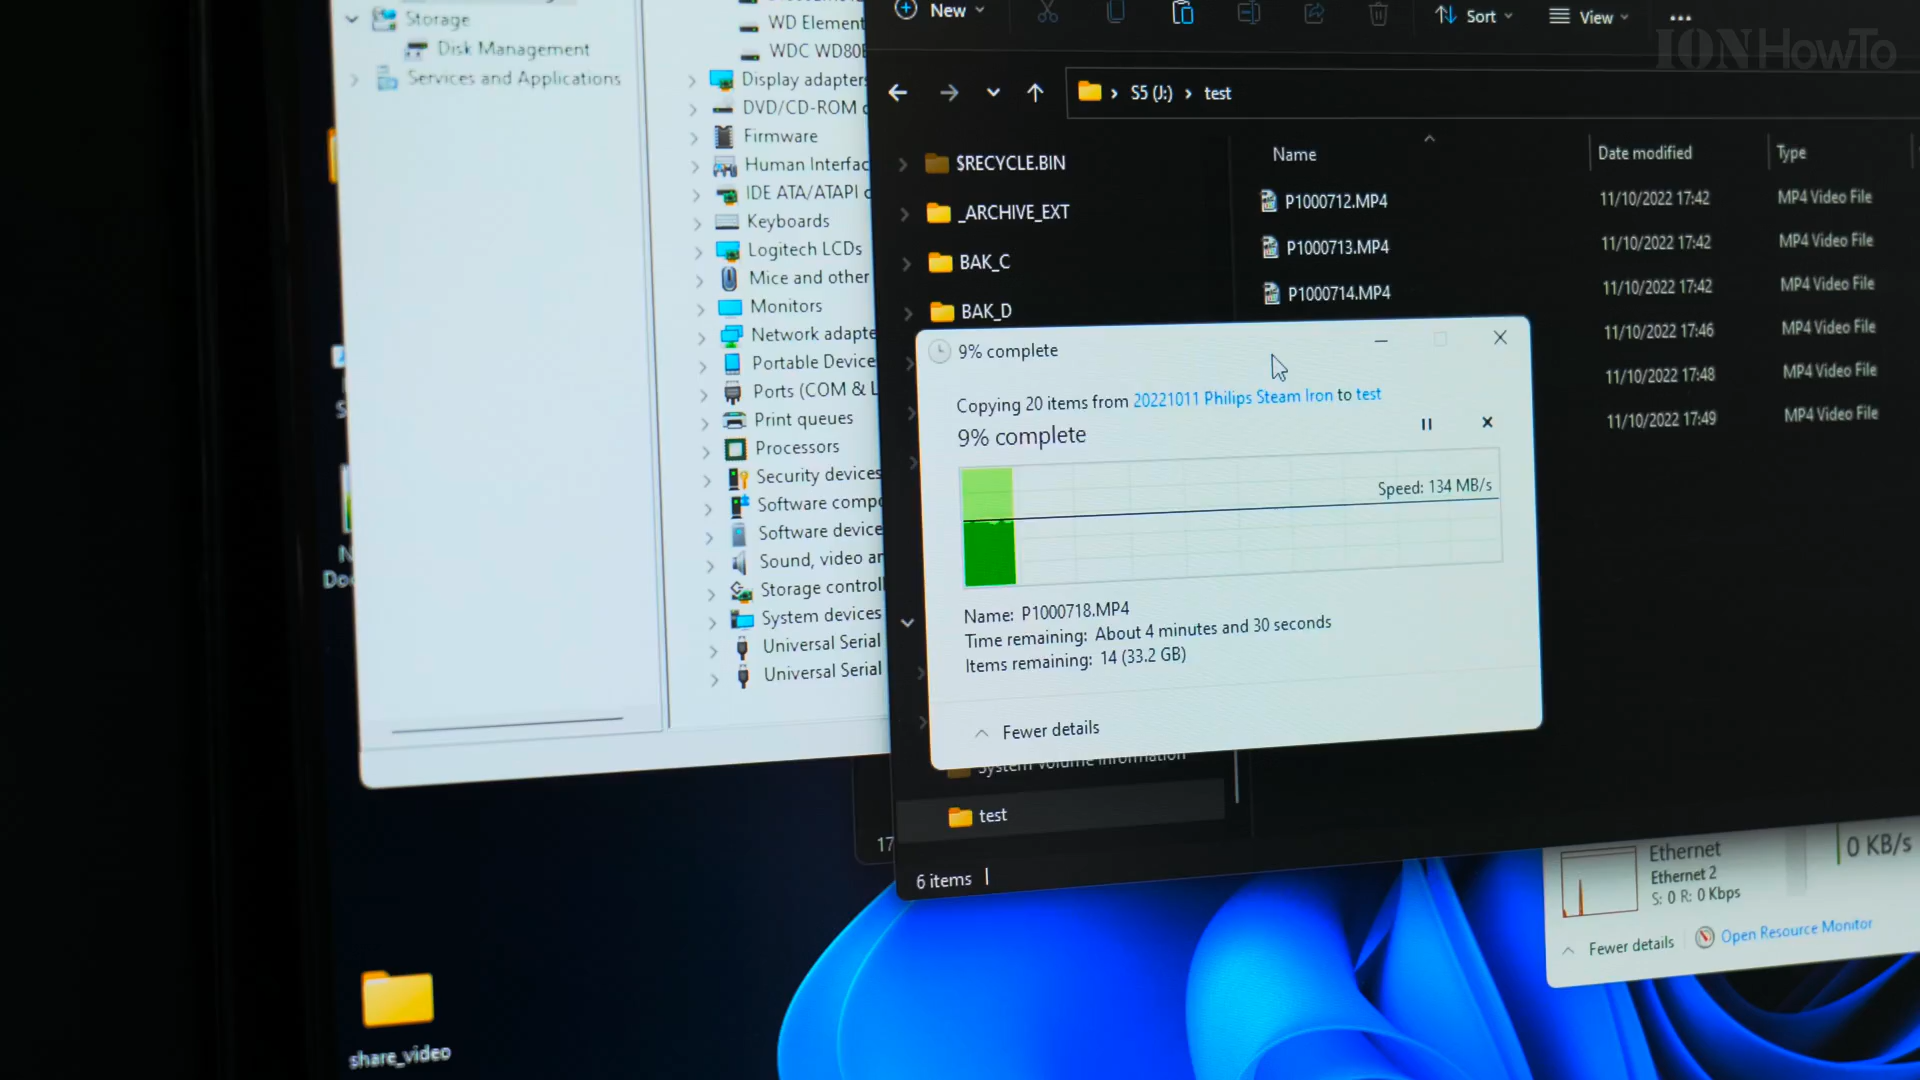 Storage
Disk Management
Services and Applications
WD Element
WDC WD80E
Display adapters
DVD/CD-ROM
Firmware
Human Interfac
IDE ATA/ATAPI c
Keyboards
Logitech LCDs
Mice and other
Monitors
Network adapte
Portable Device
Ports (COM & L
Print queues
Processors
Security devices
Software compo
Software device
Sound, video an
Storage controll
System devices
Universal Serial
Universal Serial
New
Sort
View
IONHowTo
S5 (J:) › test
$RECYCLE.BIN
_ARCHIVE_EXT
BAK_C
BAK_D
Name Date modified Type
P1000712.MP4 11/10/2022 17:42 MP4 Video File
P1000713.MP4 11/10/2022 17:42 MP4 Video File
P1000714.MP4 11/10/2022 17:42 MP4 Video File
11/10/2022 17:46 MP4 Video File
11/10/2022 17:48 MP4 Video File
11/10/2022 17:49 MP4 Video File
9% complete
Copying 20 items from 20221011 Philips Steam Iron to test
9% complete
Speed: 134 MB/s
Name: P1000718.MP4
Time remaining: About 4 minutes and 30 seconds
Items remaining: 14 (33.2 GB)
Fewer details
System Volume Information
test
17
6 items
Ethernet
Ethernet 2
S: 0 R: 0 Kbps
0 KB/s
Fewer details
Open Resource Monitor
share_video